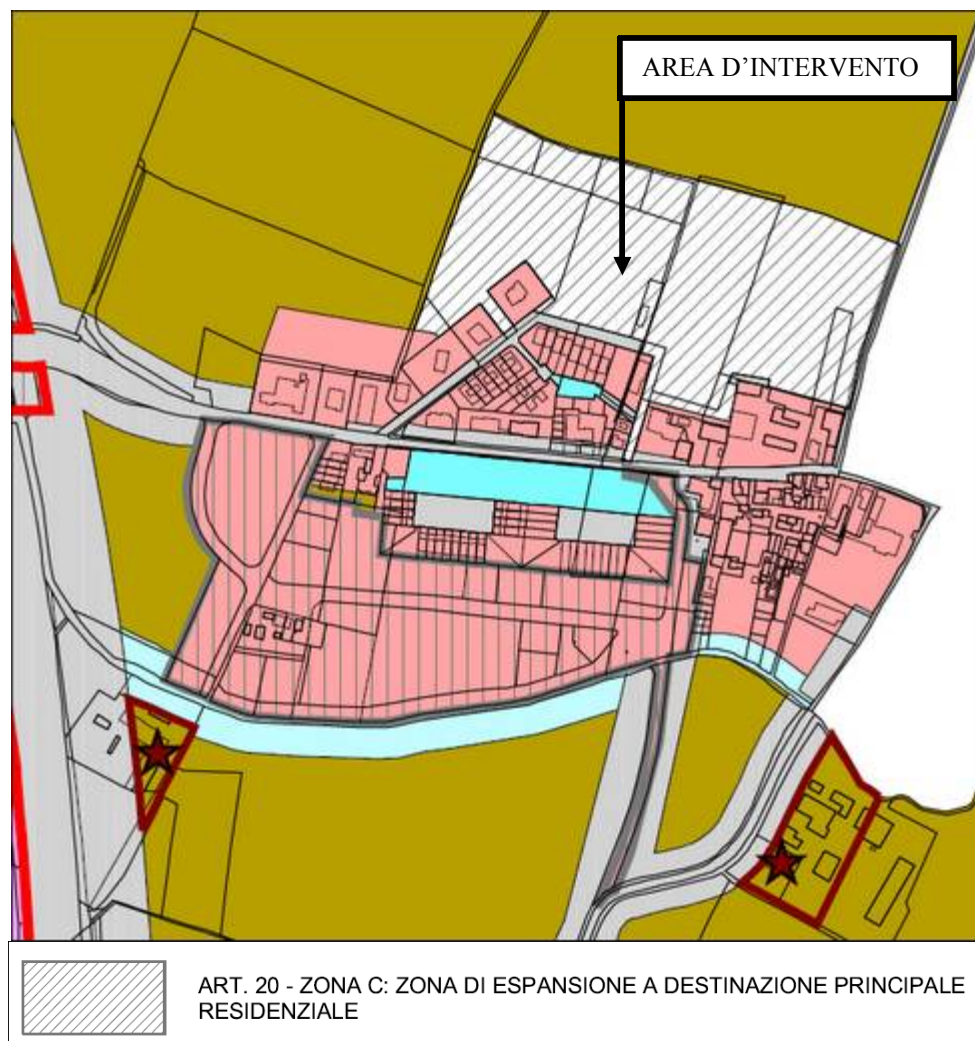 AREA D'INTERVENTO
ART. 20 - ZONA C: ZONA DI ESPANSIONE A DESTINAZIONE PRINCIPALE
RESIDENZIALE